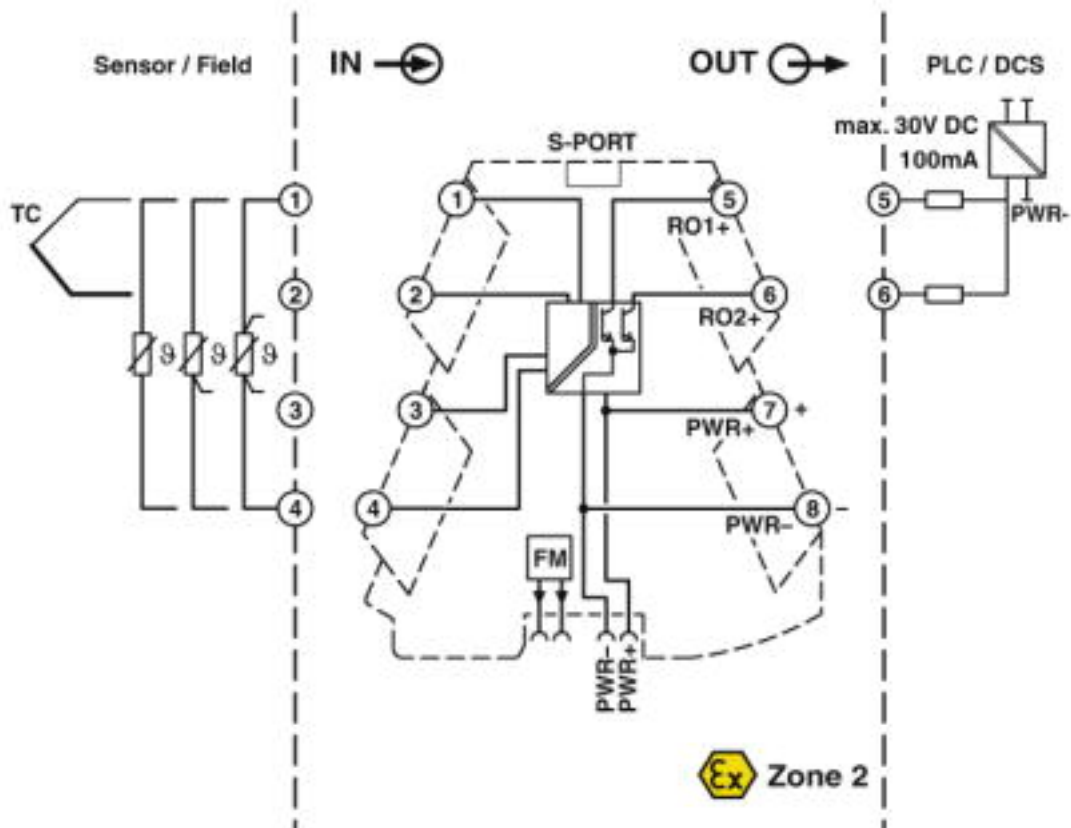 Sensor / Field
IN
OUT
PLC / DCS
max. 30V DC
100mA
S-PORT
TC
1
1
5
5
RO1+
PWR-
2
2
6
6
RO2+
ϑ
ϑ
ϑ
3
3
7
+
PWR+
4
4
8
-
PWR–
FM
PWR–
PWR+
Ex
Zone 2